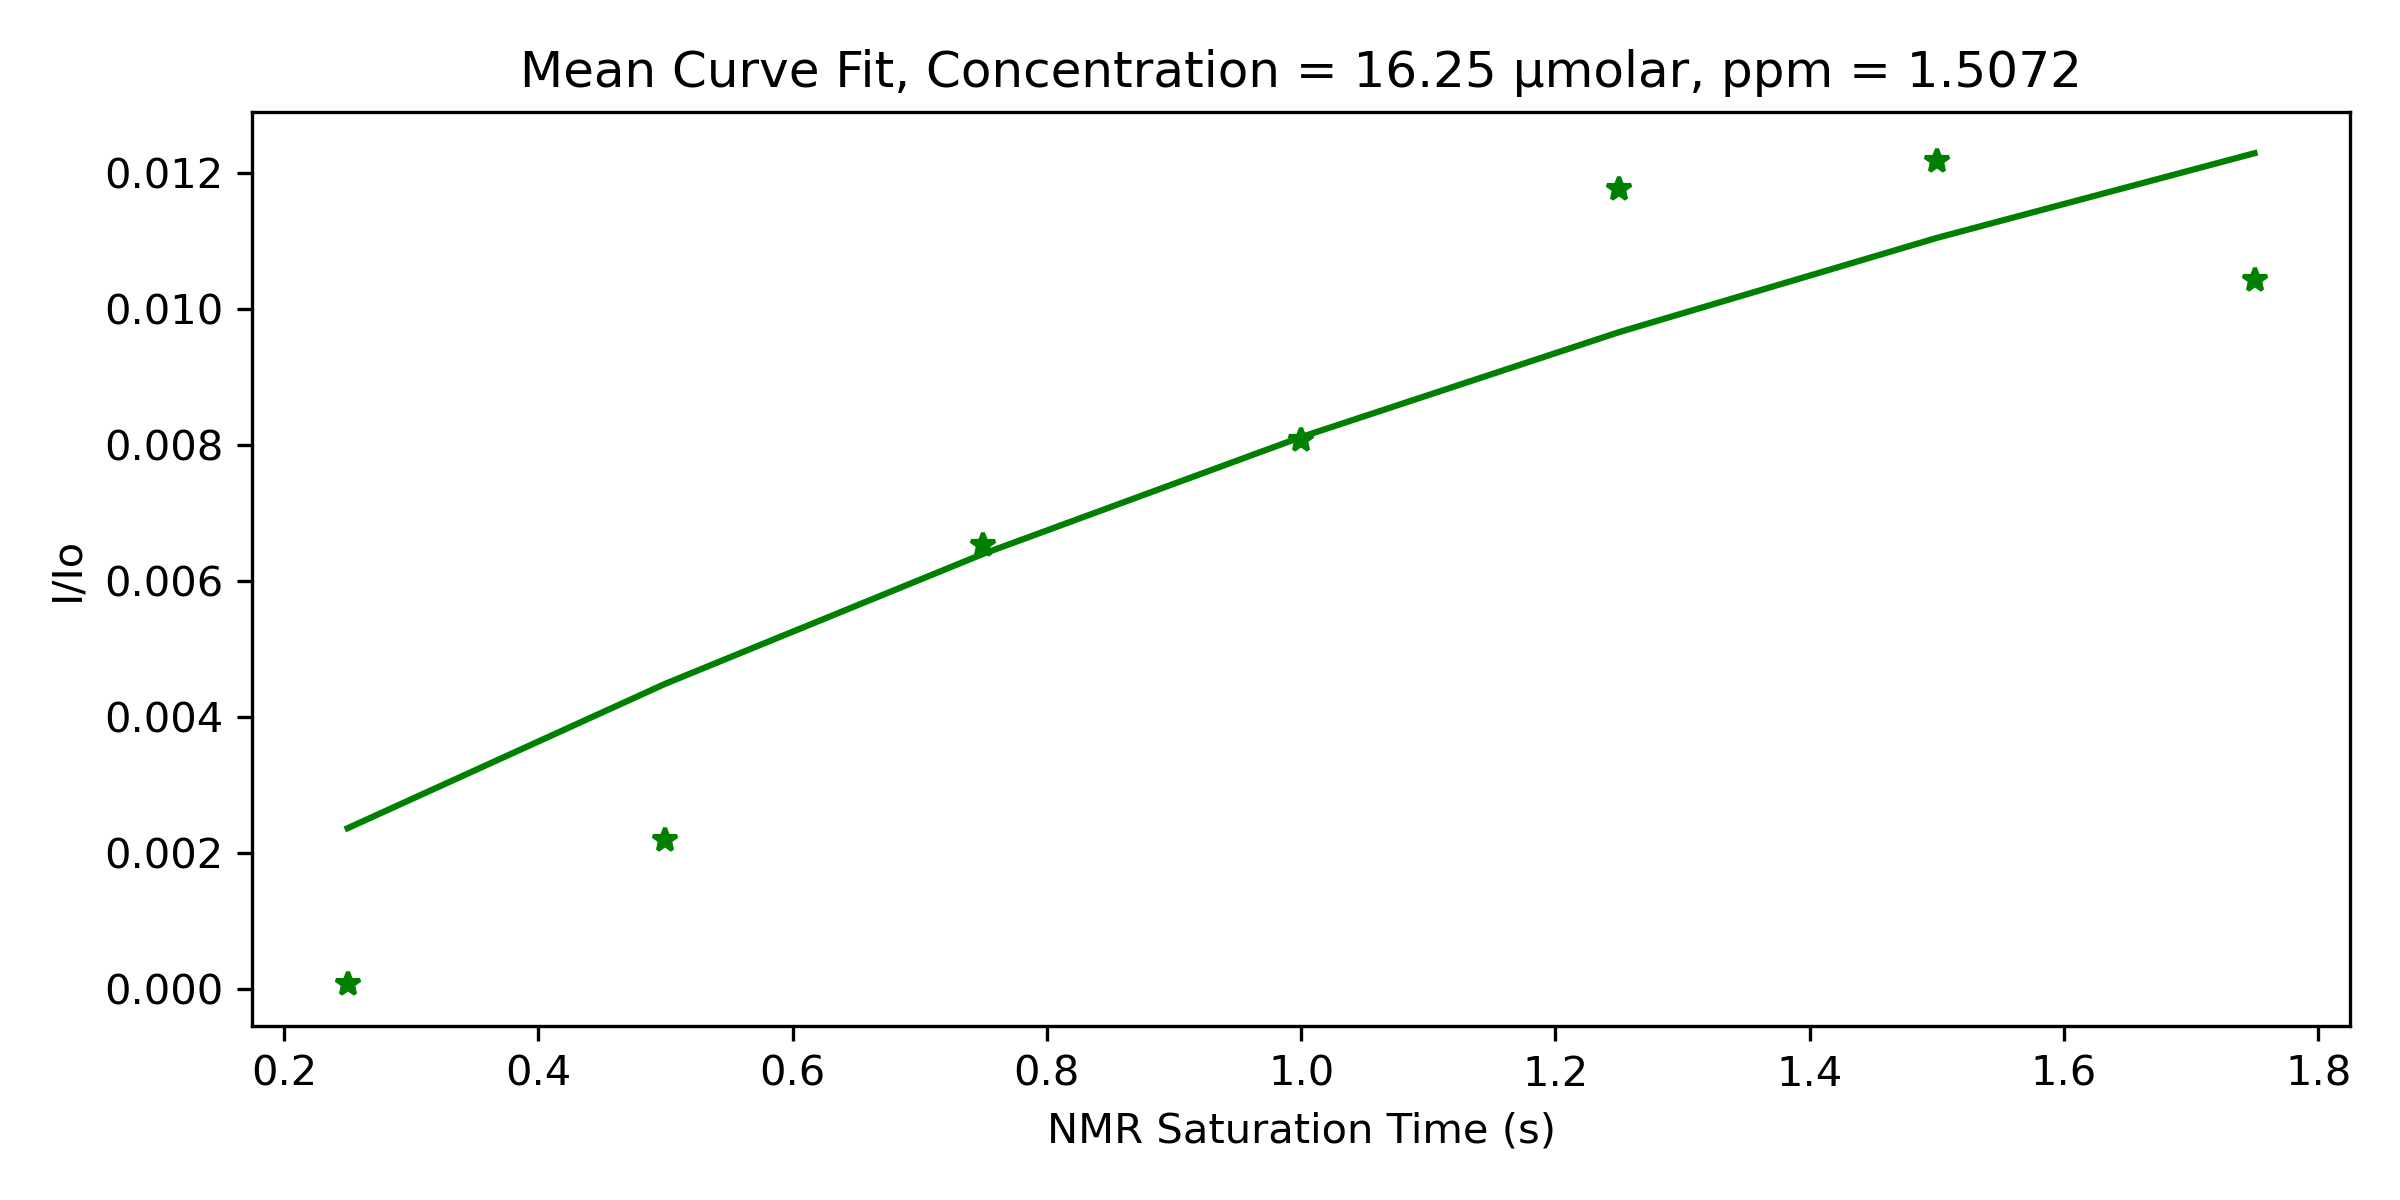 Mean Curve Fit, Concentration = 16.25 µmolar, ppm = 1.5072
0.012
0.010
0.008
0.006
0.004
0.002
0.000
I/Io
0.2 0.4 0.6 0.8 1.0 1.2 1.4 1.6 1.8
NMR Saturation Time (s)